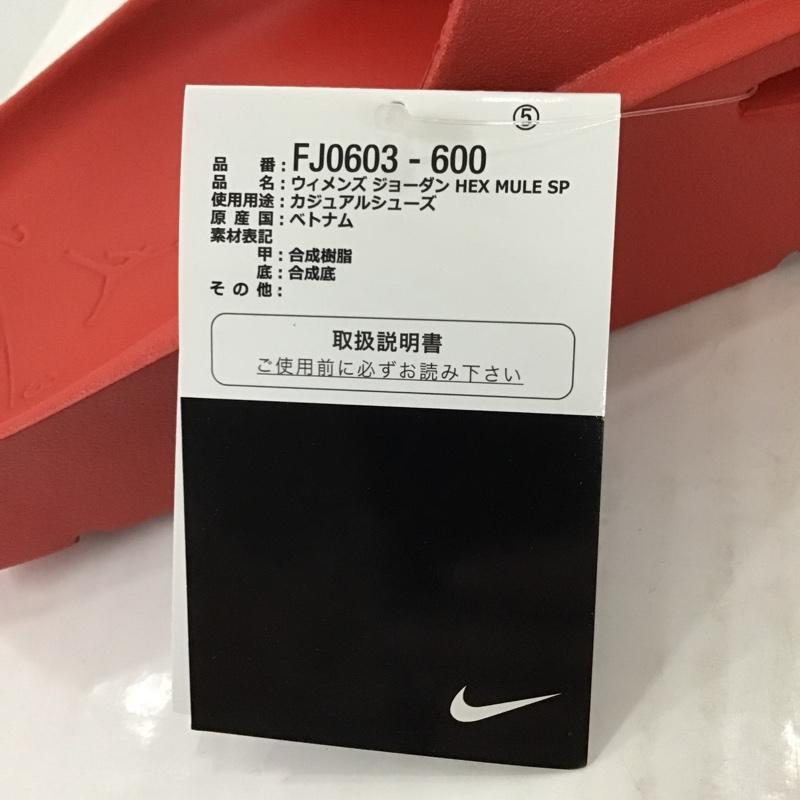 ⑤
品 番：FJ0603 - 600
品 名：ウィメンズ ジョーダン HEX MULE SP
使用用途：カジュアルシューズ
原 産 国：ベトナム
素材表記
甲：合成樹脂
底：合成底
そ の 他：
取扱説明書
ご使用前に必ずお読み下さい